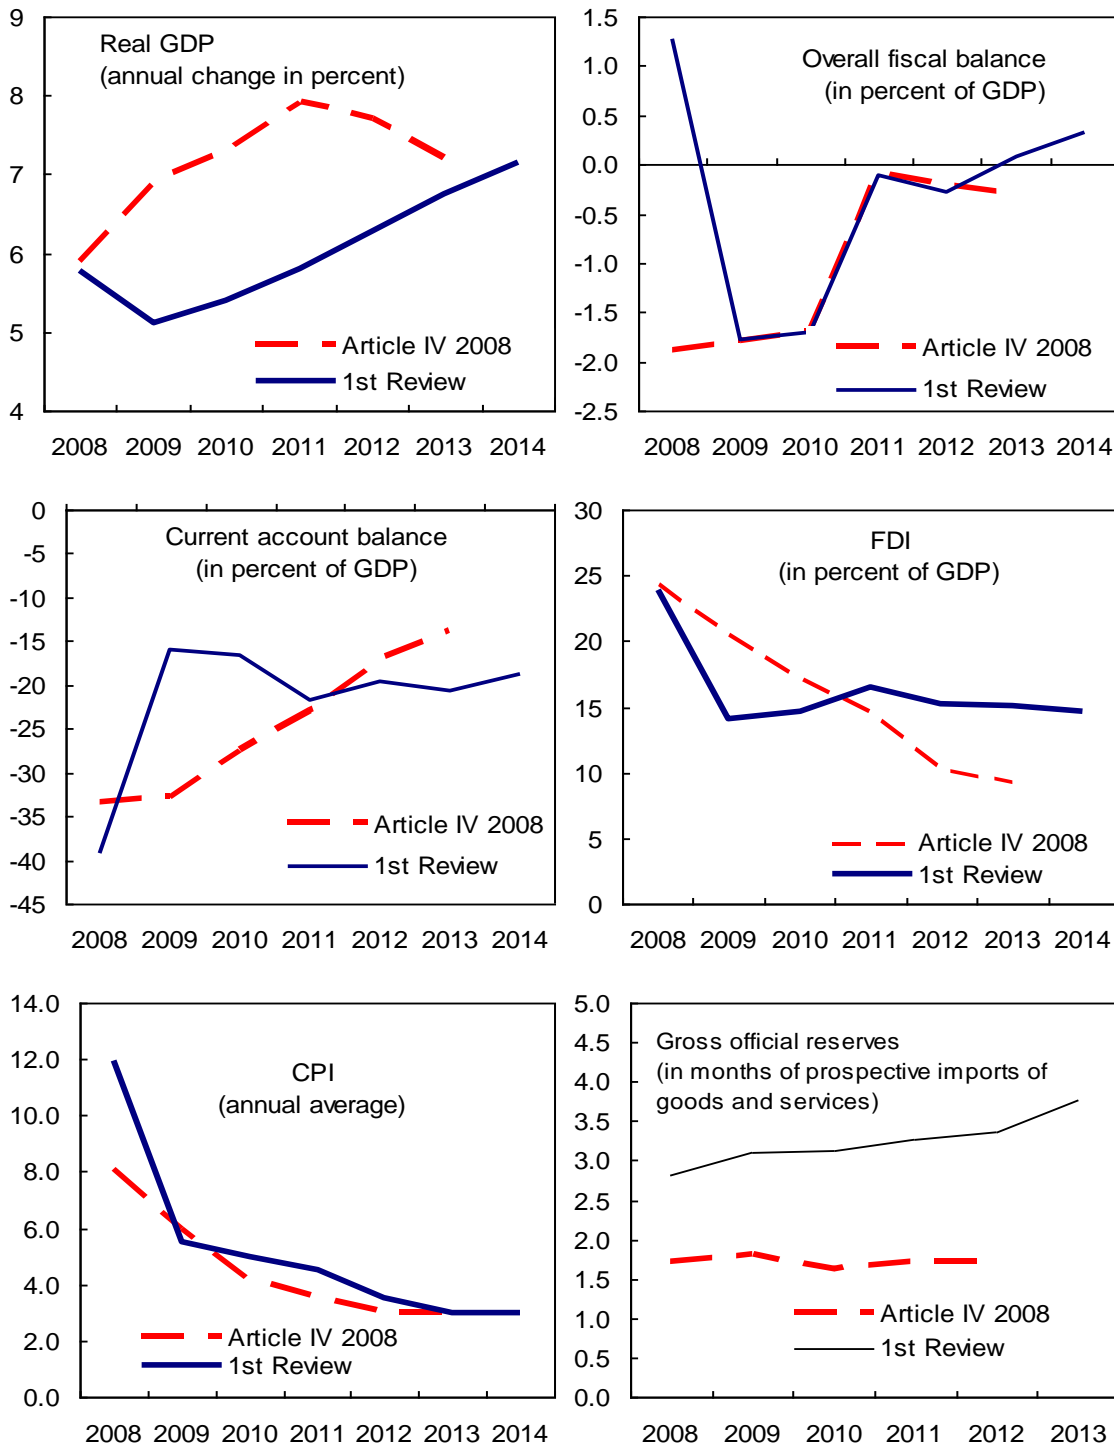 Real GDP
(annual change in percent)
9
8
7
6
5
4
Article IV 2008
1st Review
2008 2009 2010 2011 2012 2013 2014
Overall fiscal balance
(in percent of GDP)
1.5
1.0
0.5
0.0
-0.5
-1.0
-1.5
-2.0
-2.5
Article IV 2008
1st Review
2008 2009 2010 2011 2012 2013 2014
Current account balance
(in percent of GDP)
0
-5
-10
-15
-20
-25
-30
-35
-40
-45
Article IV 2008
1st Review
2008 2009 2010 2011 2012 2013 2014
FDI
(in percent of GDP)
30
25
20
15
10
5
0
Article IV 2008
1st Review
2008 2009 2010 2011 2012 2013 2014
CPI
(annual average)
14.0
12.0
10.0
8.0
6.0
4.0
2.0
0.0
Article IV 2008
1st Review
2008 2009 2010 2011 2012 2013 2014
Gross official reserves
(in months of prospective imports of
goods and services)
5.0
4.5
4.0
3.5
3.0
2.5
2.0
1.5
1.0
0.5
0.0
Article IV 2008
1st Review
2008 2009 2010 2011 2012 2013